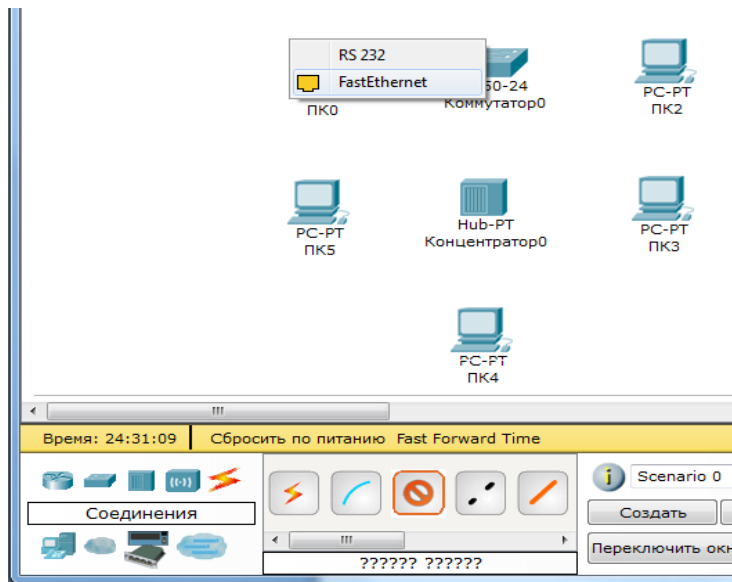 RS 232
FastEthernet
50-24
Коммутатор0
ПК0
PC-PT
ПК2
PC-PT
ПК5
Hub-PT
Концентратор0
PC-PT
ПК3
PC-PT
ПК4
Время: 24:31:09
Сбросить по питанию Fast Forward Time
Соединения
?????? ??????
i
Scenario 0
Создать
Переключить окн